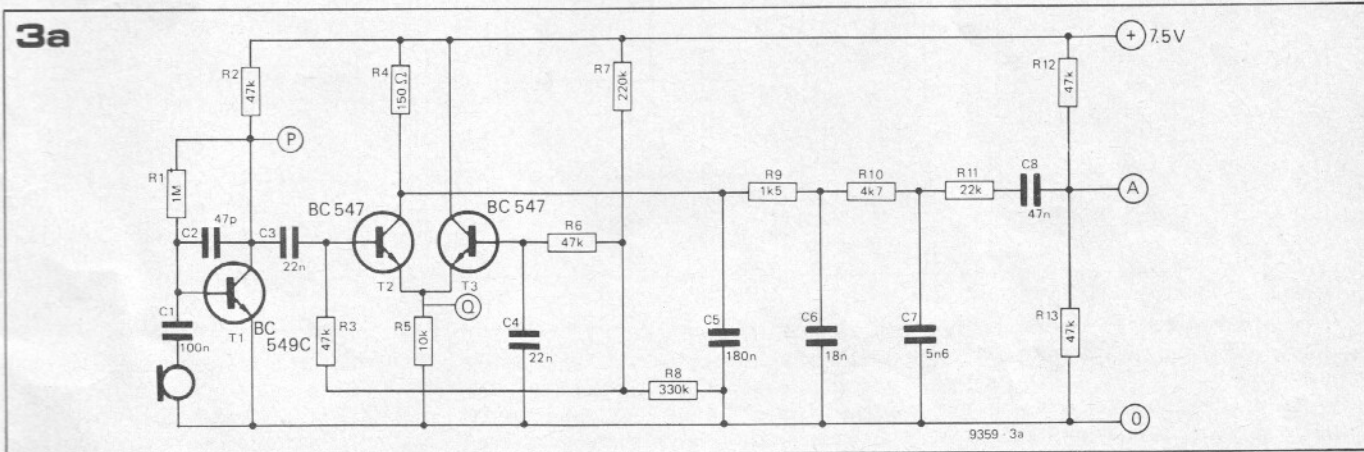 3a
+ 7.5 V
R2
47k
R4
150 Ω
R7
220k
R12
47k
P
R1
1M
BC 547
BC 547
R9
1k5
R10
4k7
R11
22k
C8
47n
A
C2
47p
C3
22n
R6
47k
T2
T3
Q
C1
100n
T1
BC
549C
R3
47k
R5
10k
C4
22n
C5
180n
C6
18n
C7
5n6
R13
47k
R8
330k
0
9359 - 3a